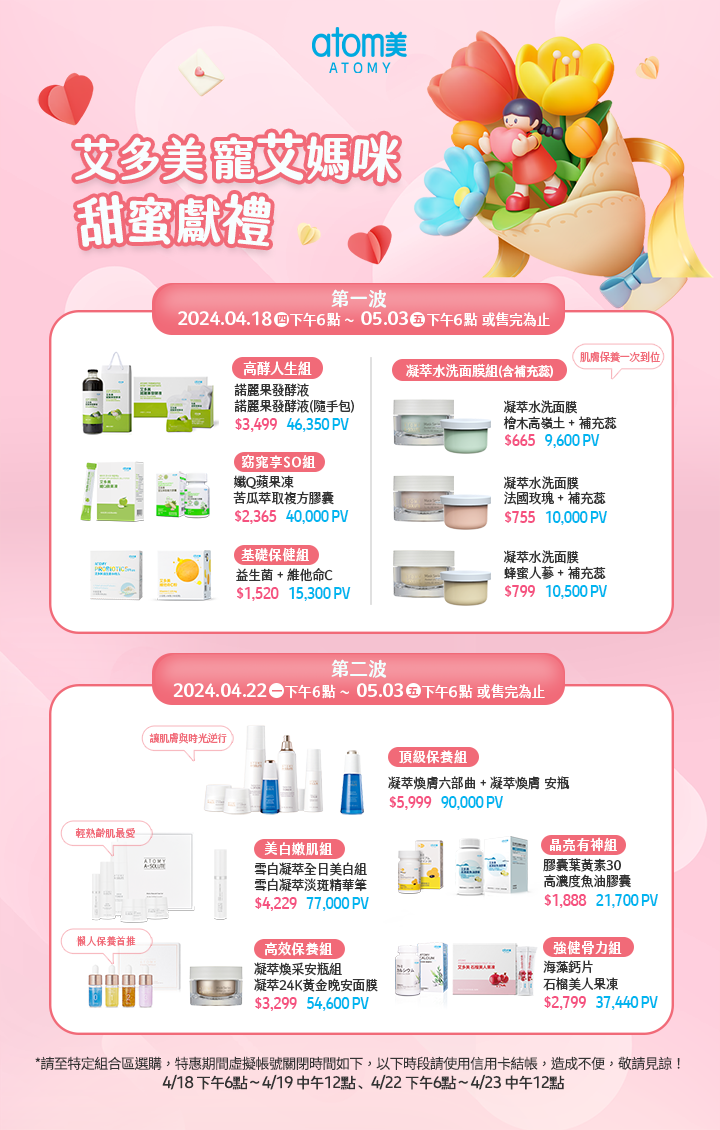 atom美
ATOMY
艾多美寵艾媽咪
甜蜜獻禮
第一波
2024.04.18㊃下午6點 ~ 05.03㊄下午6點 或售完為止
高酵人生組
諾麗果發酵液
諾麗果發酵液(隨手包)
$3,499 46,350 PV
窈窕享SO組
孅Q蘋果凍
苦瓜萃取複方膠囊
$2,365 40,000 PV
基礎保健組
益生菌 + 維他命C
$1,520 15,300 PV
肌膚保養一次到位
凝萃水洗面膜組(含補充蕊)
凝萃水洗面膜
檜木高嶺土 + 補充蕊
$665 9,600 PV
凝萃水洗面膜
法國玫瑰 + 補充蕊
$755 10,000 PV
凝萃水洗面膜
蜂蜜人蔘 + 補充蕊
$799 10,500 PV
第二波
2024.04.22㊀下午6點 ~ 05.03㊄下午6點 或售完為止
讓肌膚與時光逆行
頂級保養組
凝萃煥膚六部曲 + 凝萃煥膚 安瓶
$5,999 90,000 PV
輕熟齡肌最愛
ATOMY
A·SOLUTE
美白嫩肌組
雪白凝萃全日美白組
雪白凝萃淡斑精華筆
$4,229 77,000 PV
晶亮有神組
膠囊葉黃素30
高濃度魚油膠囊
$1,888 21,700 PV
懶人保養首推
高效保養組
凝萃煥采安瓶組
凝萃24K黃金晚安面膜
$3,299 54,600 PV
強健骨力組
海藻鈣片
石榴美人果凍
$2,799 37,440 PV
*請至特定組合區選購，特惠期間虛擬帳號關閉時間如下，以下時段請使用信用卡結帳，造成不便，敬請見諒！
4/18 下午6點～4/19 中午12點、4/22 下午6點～4/23 中午12點